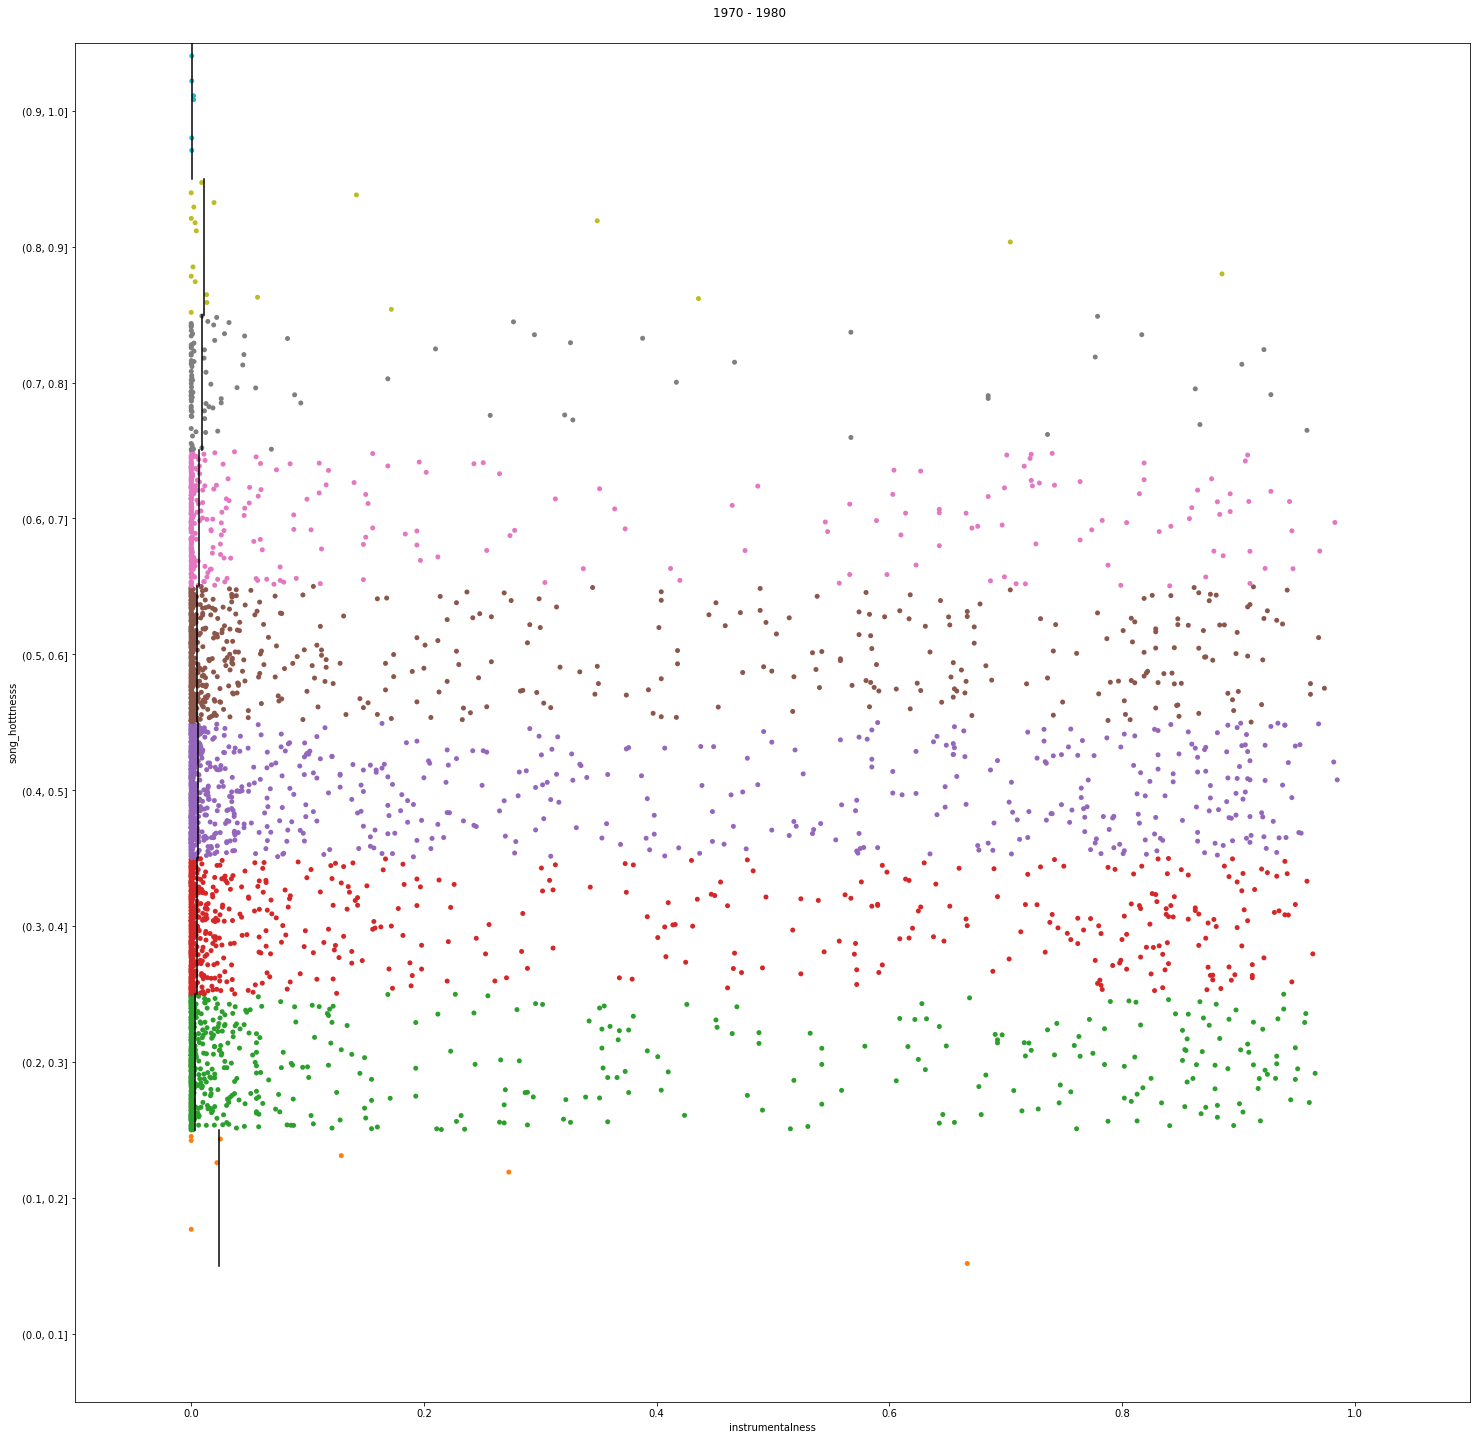 1970 - 1980
(0.9, 1.0]
(0.8, 0.9]
(0.7, 0.8]
(0.6, 0.7]
(0.5, 0.6]
(0.4, 0.5]
(0.3, 0.4]
(0.2, 0.3]
(0.1, 0.2]
(0.0, 0.1]
song_hotttnesss
0.0 0.2 0.4 0.6 0.8 1.0
instrumentalness